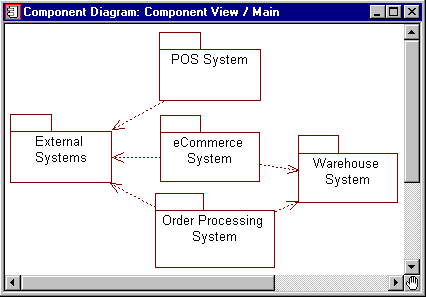 Component Diagram: Component View / Main
POS System
External
Systems
eCommerce
System
Warehouse
System
Order Processing
System